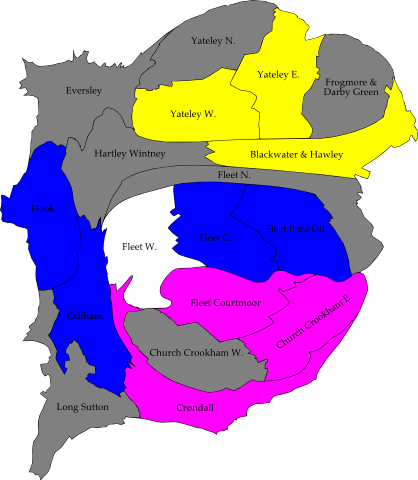 Yateley N.
Yateley E.
Frogmore &
Darby Green
Eversley
Yateley W.
Hartley Wintney
Blackwater & Hawley
Fleet N.
Hook
Fleet W.
Fleet C.
Fleet Pondtail
Odiham
Fleet Courtmoor
Church Crookham E.
Church Crookham W.
Long Sutton
Crondall